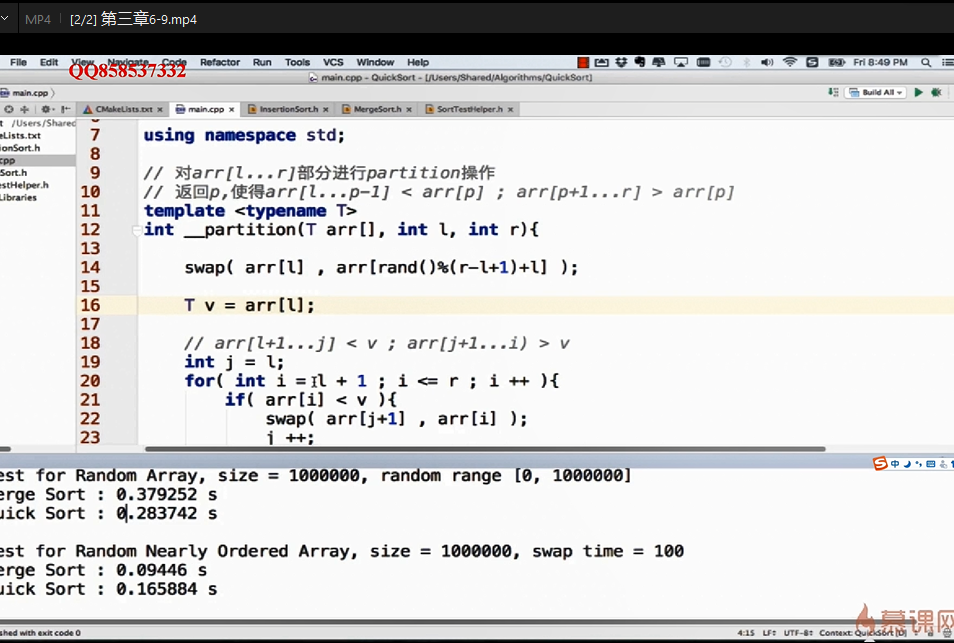 MP4 [2/2] 第三章6-9.mp4
File Edit View Navigate Code Refactor Run Tools VCS Window Help Fri 8:49 PM
QQ858537332
main.cpp - QuickSort - [/Users/Shared/Algorithms/QuickSort]
main.cpp Build All
CMakeLists.txt × main.cpp × InsertionSort.h × MergeSort.h × SortTestHelper.h ×
t /Users/Shared
eLists.txt
ionSort.h
cpp
Sort.h
estHelper.h
Libraries
7 using namespace std;
8
9 // 对arr[l...r]部分进行partition操作
10 // 返回p,使得arr[l...p-1] < arr[p] ; arr[p+1...r] > arr[p]
11 template <typename T>
12 int __partition(T arr[], int l, int r){
13
14 swap( arr[l] , arr[rand()%(r-l+1)+l] );
15
16 T v = arr[l];
17
18 // arr[l+1...j] < v ; arr[j+1...i) > v
19 int j = l;
20 for( int i = l + 1 ; i <= r ; i ++ ){
21 if( arr[i] < v ){
22 swap( arr[j+1] , arr[i] );
23 j ++;
est for Random Array, size = 1000000, random range [0, 1000000]
erge Sort : 0.379252 s
uick Sort : 0.283742 s
中
est for Random Nearly Ordered Array, size = 1000000, swap time = 100
erge Sort : 0.09446 s
uick Sort : 0.165884 s
慕课网
shed with exit code 0 4:15 LF÷ UTF-8÷ Context: QuickSort [D]